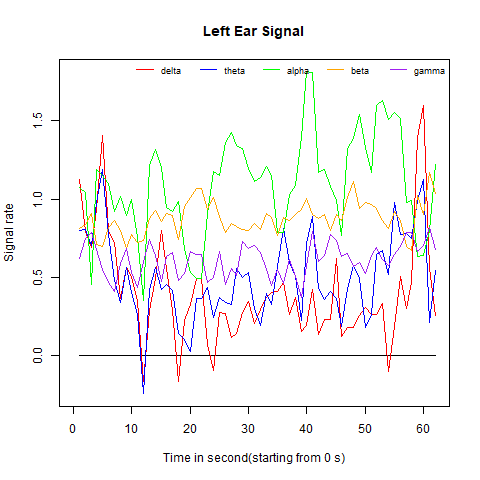 Left Ear Signal
delta theta alpha beta gamma
Signal rate
0.0 0.5 1.0 1.5
0 10 20 30 40 50 60
Time in second(starting from 0 s)